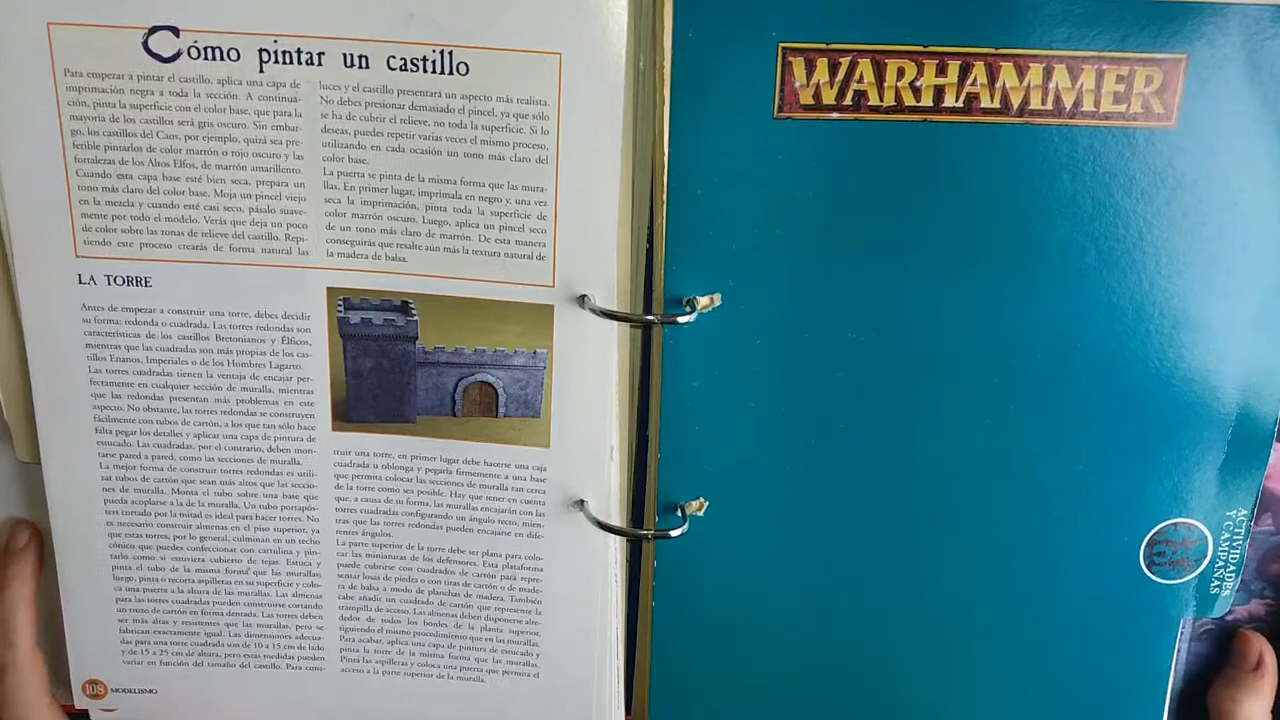 Cómo pintar un castillo
Para empezar a pintar el castillo, aplica una capa de
imprimación negra a toda la sección. A continua-
ción, pinta la superficie con el color base, que para la
mayoría de los castillos será gris oscuro. Sin embar-
go, los castillos del Caos, por ejemplo, quizá sea pre-
ferible pintarlos de color marrón o rojo oscuro y las
fortalezas de los Altos Elfos, de marrón amarillento.
Cuando esta capa base esté bien seca, prepara un
tono más claro del color base. Moja un pincel viejo
en la mezcla y cuando esté casi seco, pásalo suave-
mente por todo el modelo. Verás que deja un poco
de color sobre las zonas de relieve del castillo. Repi-
tiendo este proceso crearás de forma natural las
luces y el castillo presentará un aspecto más realista.
No debes presionar demasiado el pincel, ya que sólo
se ha de cubrir el relieve, no toda la superficie. Si lo
deseas, puedes repetir varias veces el mismo proceso,
utilizando en cada ocasión un tono más claro del
color base.
La puerta se pinta de la misma forma que las mura-
llas. En primer lugar, imprímala en negro y, una vez
seca la imprimación, pinta toda la superficie de
color marrón oscuro. Luego, aplica un pincel seco
de un tono más claro de marrón. De esta manera
conseguirás que resalte aún más la textura natural de
la madera de balsa.
LA TORRE
Antes de empezar a construir una torre, debes decidir
su forma: redonda o cuadrada. Las torres redondas son
características de los castillos Bretonianos y Élficos,
mientras que las cuadradas son más propias de los cas-
tillos Enanos, Imperiales o de los Hombres Lagarto.
Las torres cuadradas tienen la ventaja de encajar per-
fectamente en cualquier sección de muralla, mientras
que las redondas presentan más problemas en este
aspecto. No obstante, las torres redondas se construyen
fácilmente con tubos de cartón, a los que tan sólo hace
falta pegar los detalles y aplicar una capa de pintura de
estucado. Las cuadradas, por el contrario, deben mon-
tarse pared a pared, como las secciones de muralla.
La mejor forma de construir torres redondas es utili-
zar tubos de cartón que sean más altos que las seccio-
nes de muralla. Monta el tubo sobre una base que
pueda acoplarse a la de muralla. Un tubo portapós-
ters cortado por la mitad es ideal para hacer torres. No
es necesario construir almenas en el piso superior, ya
que estas torres, por lo general, culminan en un techo
cónico que puedes confeccionar con cartulina y pin-
tarlo como si estuviera cubierto de tejas. Estuca y
pinta el tubo de la misma forma que las murallas;
luego, pinta o recorta aspilleras en su superficie y colo-
ca una puerta a la altura de las murallas. Las almenas
para las torres cuadradas pueden construirse cortando
un trozo de cartón en forma dentada. Las torres deben
ser más altas y resistentes que las murallas, pero se
fabrican exactamente igual. Las dimensiones adecua-
das para una torre cuadrada son de 10 a 15 cm de lado
y de 15 a 25 cm de altura, pero estas medidas pueden
variar en función del tamaño del castillo. Para cons-
truir una torre, en primer lugar debe hacerse una caja
cuadrada u oblonga y pegarla firmemente a una base
que permita colocar las secciones de muralla tan cerca
de la torre como sea posible. Hay que tener en cuenta
que, a causa de su forma, las murallas encajarán con las
torres cuadradas configurando un ángulo recto, mien-
tras que las torres redondas pueden encajarse en dife-
rentes ángulos.
La parte superior de la torre debe ser plana para colo-
car las miniaturas de los defensores. Esta plataforma
puede cubrirse con cuadrados de cartón para repre-
sentar losas de piedra o con tiras de cartón o de made-
ra de balsa a modo de planchas de madera. También
cabe añadir un cuadrado de cartón que represente la
trampilla de acceso. Las almenas deben disponerse alre-
dedor de todos los bordes de la planta superior,
siguiendo el mismo procedimiento que en las murallas.
Para acabar, aplica una capa de pintura de estucado y
pinta la torre de la misma forma que las murallas.
Pinta las aspilleras y coloca una puerta que permita el
acceso a la parte superior de la muralla.
108 MODELISMO
WARHAMMER
ACTIVIDADES
Y CAMPAÑAS